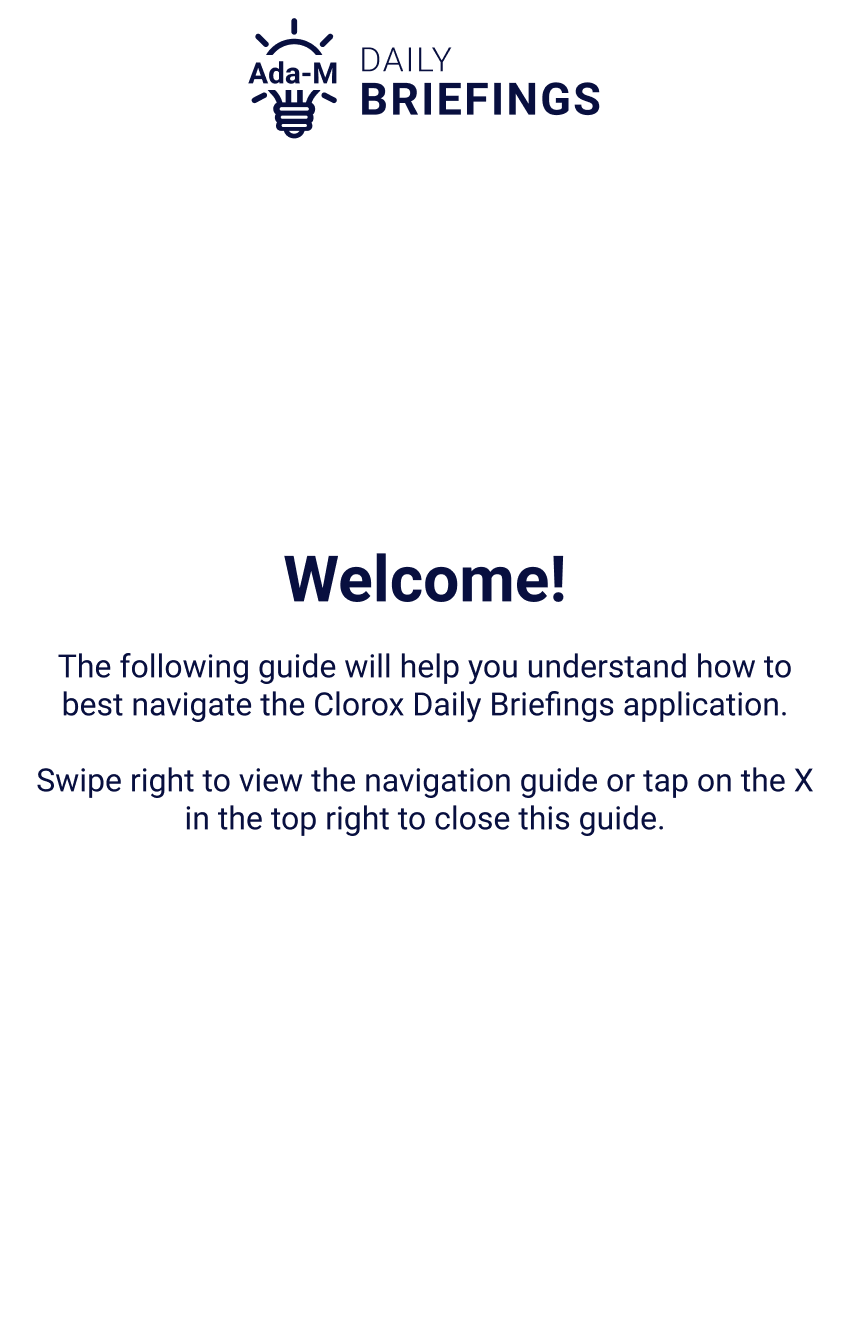 Ada-M
DAILY
BRIEFINGS
Welcome!
The following guide will help you understand how to
best navigate the Clorox Daily Briefings application.
Swipe right to view the navigation guide or tap on the X
in the top right to close this guide.